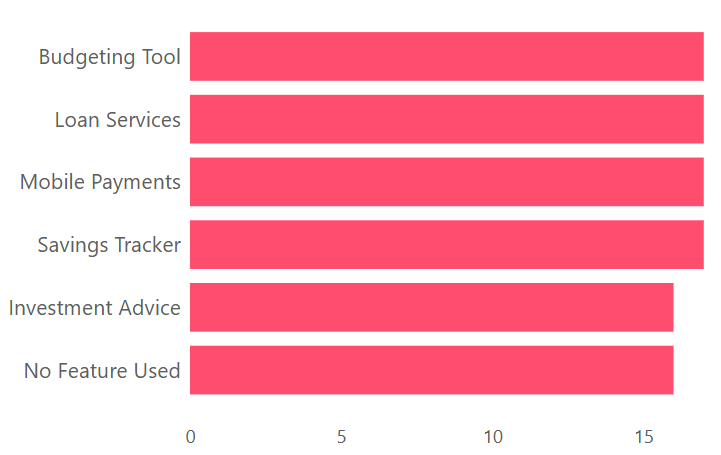 Budgeting Tool
Loan Services
Mobile Payments
Savings Tracker
Investment Advice
No Feature Used
0 5 10 15